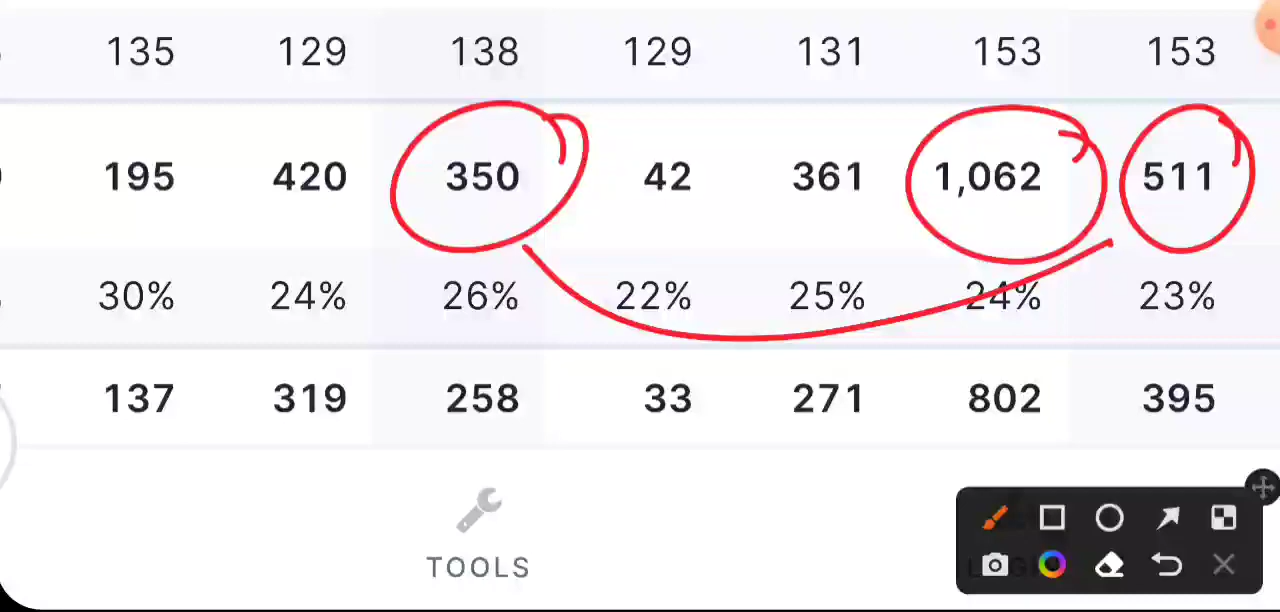 135 129 138 129 131 153 153
195 420 350 42 361 1,062 511
30% 24% 26% 22% 25% 24% 23%
137 319 258 33 271 802 395
TOOLS